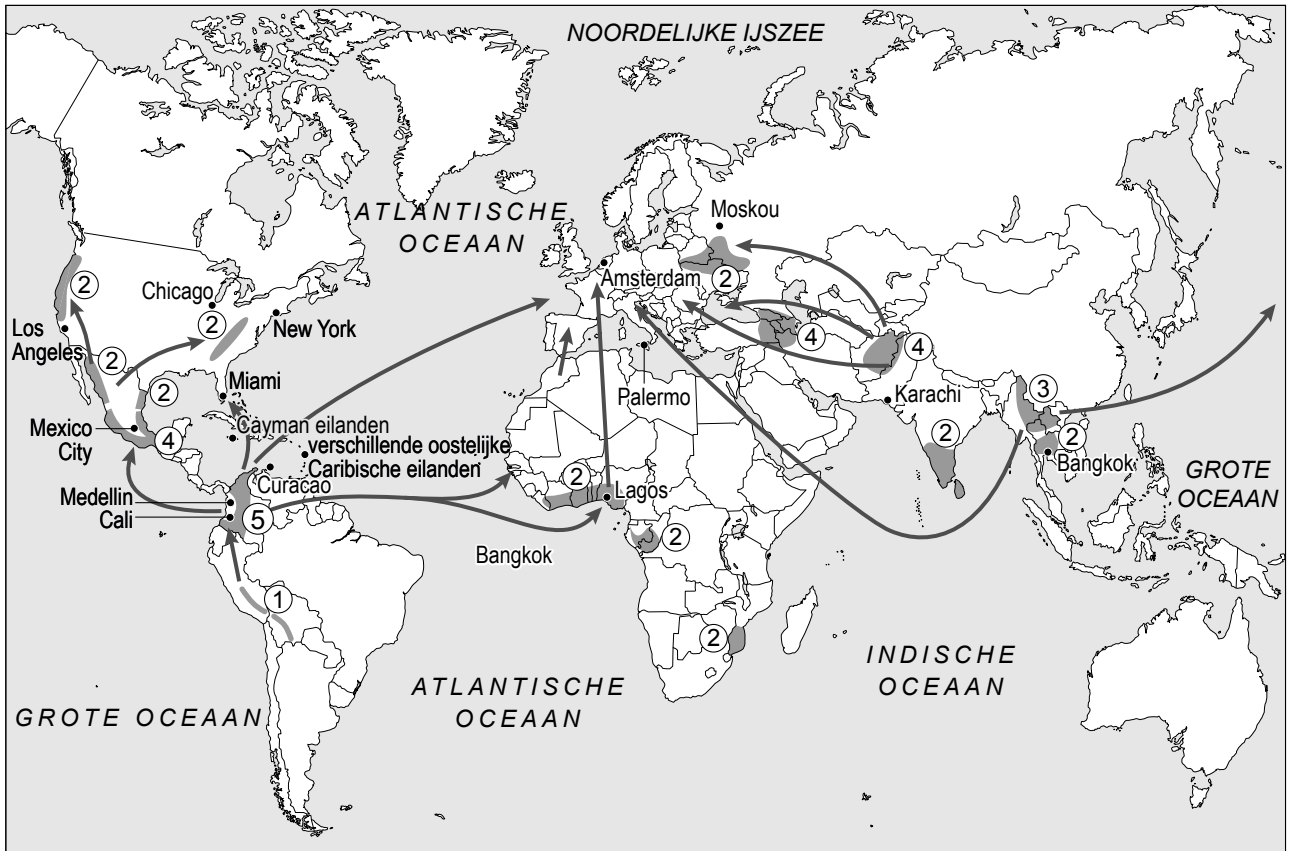 NOORDELIJKE IJSZEE
ATLANTISCHE
OCEAAN
Moskou
Amsterdam
2
2
Chicago
2
New York
Los
Angeles
2
2
Miami
4
4
Palermo
Karachi
3
Mexico
City
4
Cayman eilanden
verschillende oostelijke
Caribische eilanden
Curacao
2
2
Bangkok
GROTE
OCEAAN
Medellin
Cali
5
2
Lagos
Bangkok
2
1
2
INDISCHE
OCEAAN
ATLANTISCHE
OCEAAN
GROTE OCEAAN